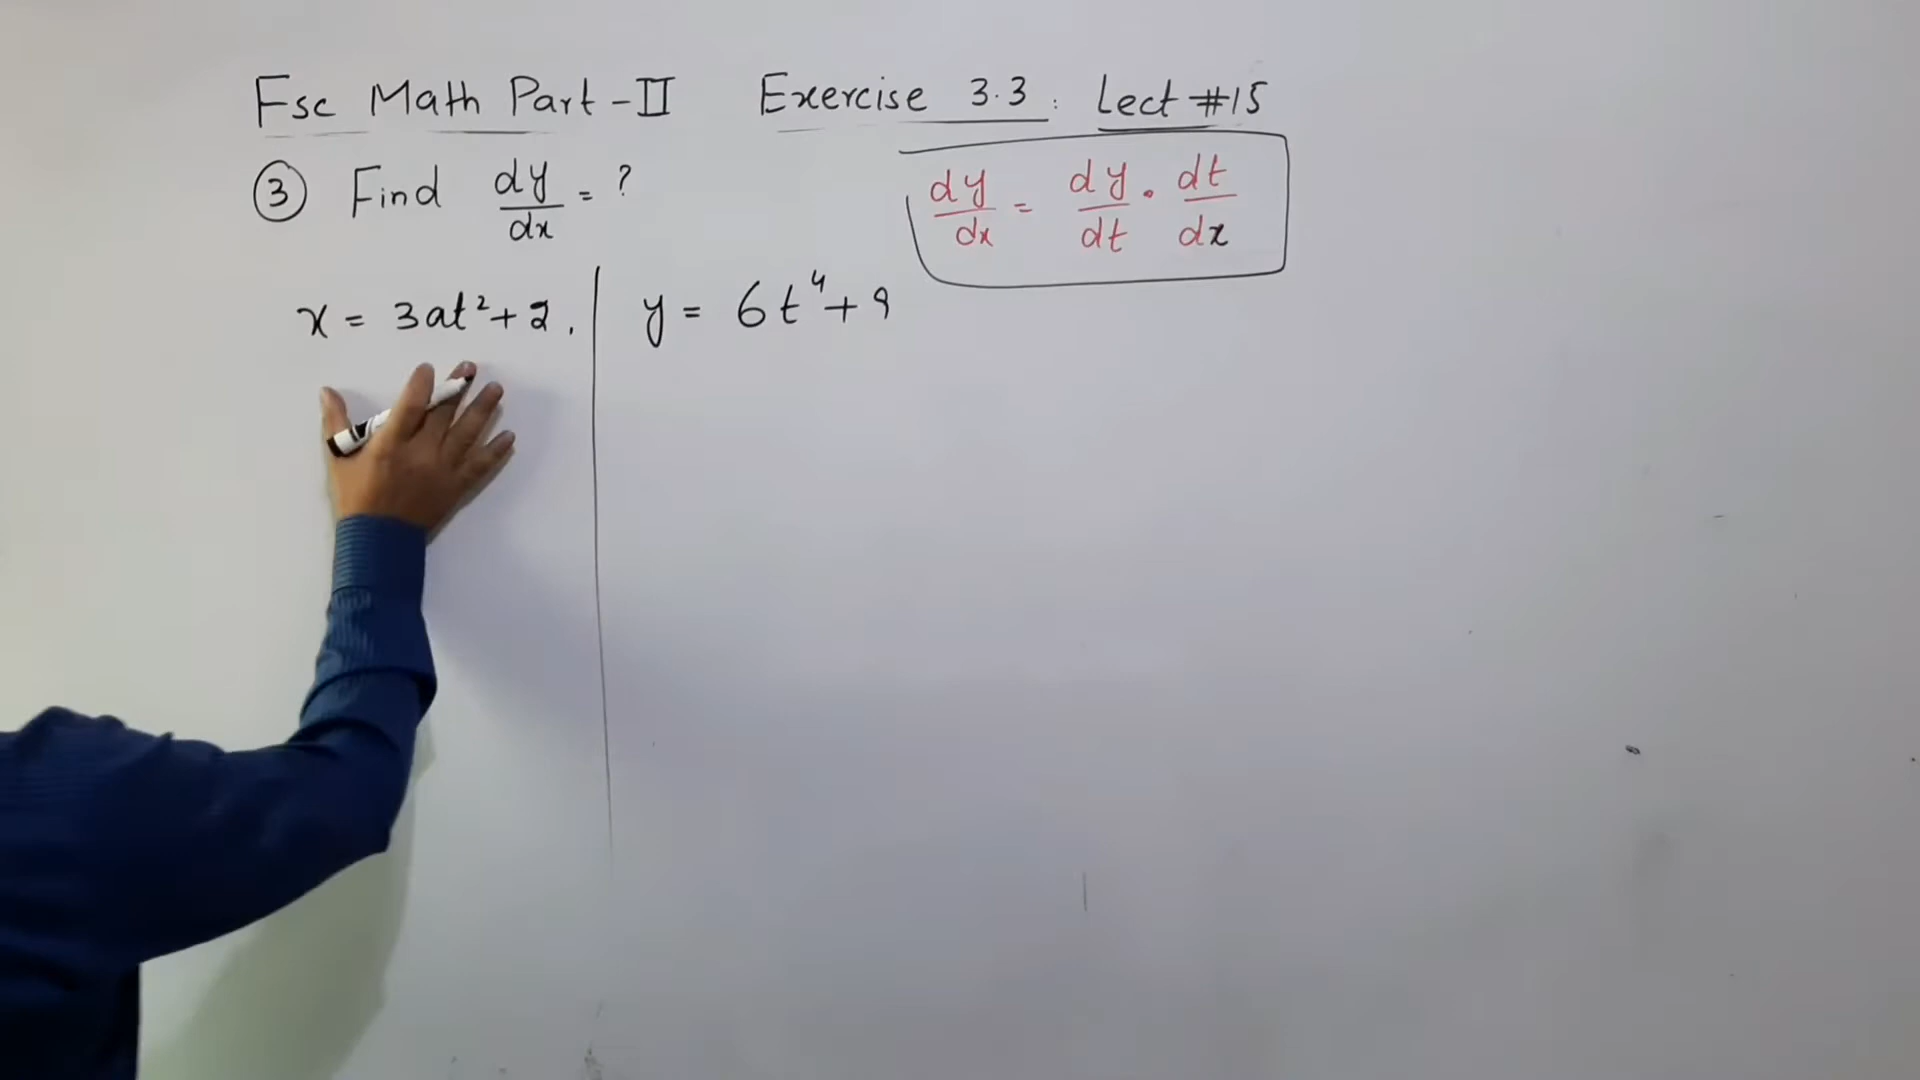 Fsc Math Part-II Exercise 3.3: Lect #15
③ Find dy/dx = ?
dy/dx = dy/dt . dt/dx
x = 3at² + 2, y = 6t⁴ + 9